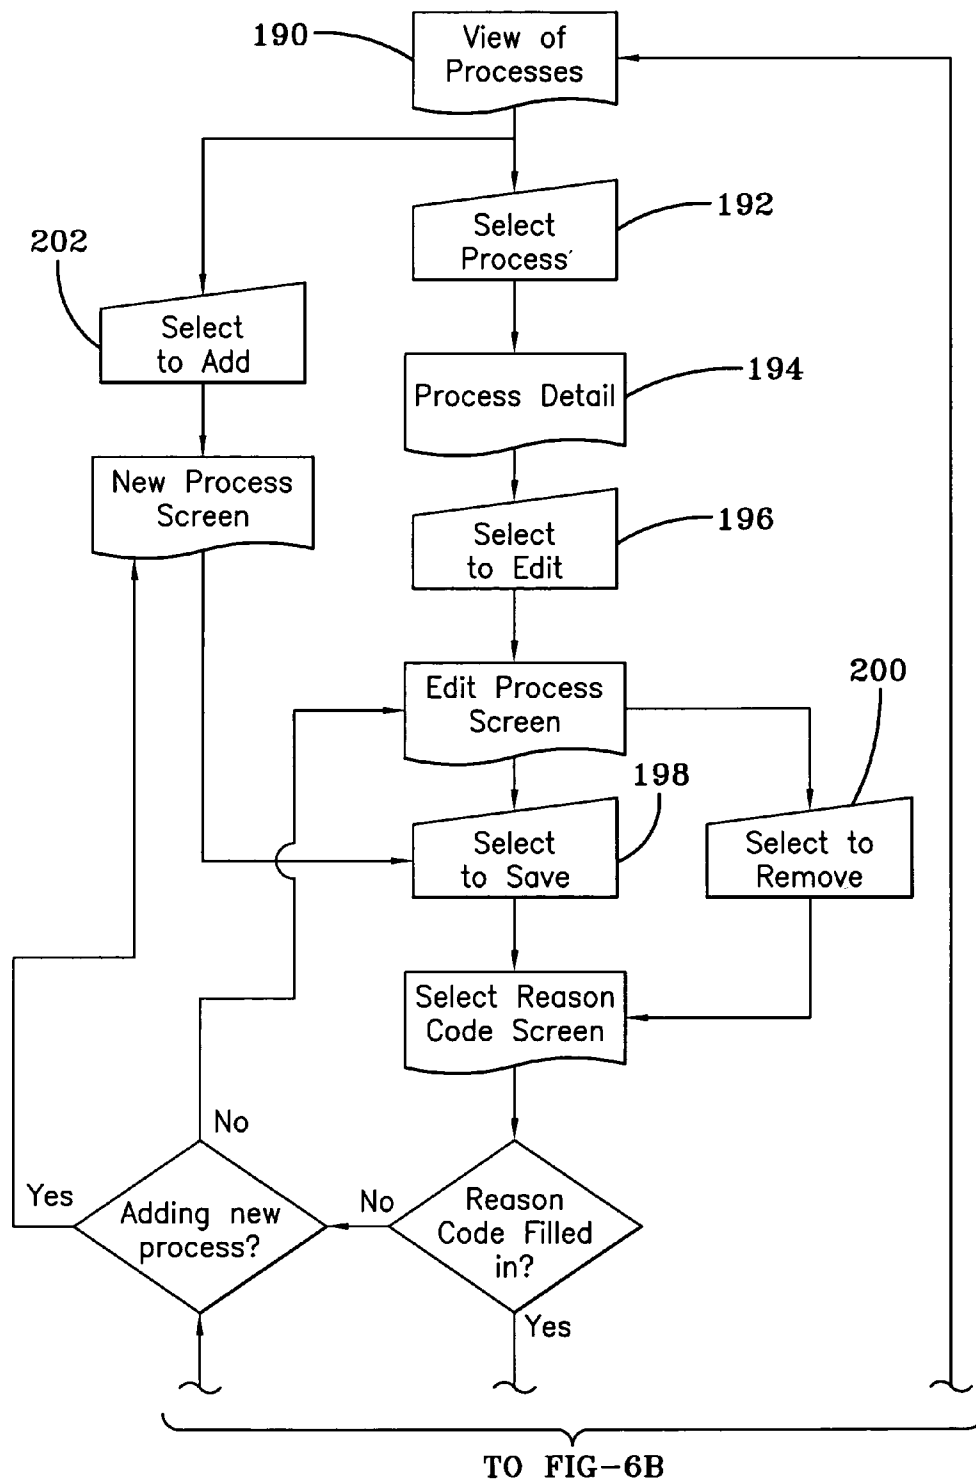 190
View of
Processes
192
Select
Process
202
Select
to Add
194
Process Detail
New Process
Screen
196
Select
to Edit
200
Edit Process
Screen
198
Select
to Save
Select to
Remove
Select Reason
Code Screen
No
Yes
Adding new
process?
No
Reason
Code Filled
in?
Yes
TO FIG-6B